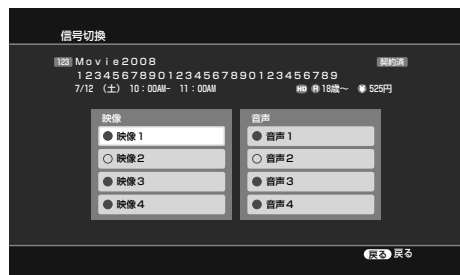 信号切換
123 Movie2008 契約済
12345678901234567890123456789
7/12 (土) 10:00AM- 11:00AM HD R 18歳~ ¥ 525円
映像 音声
映像1 音声1
映像2 音声2
映像3 音声3
映像4 音声4
戻る 戻る